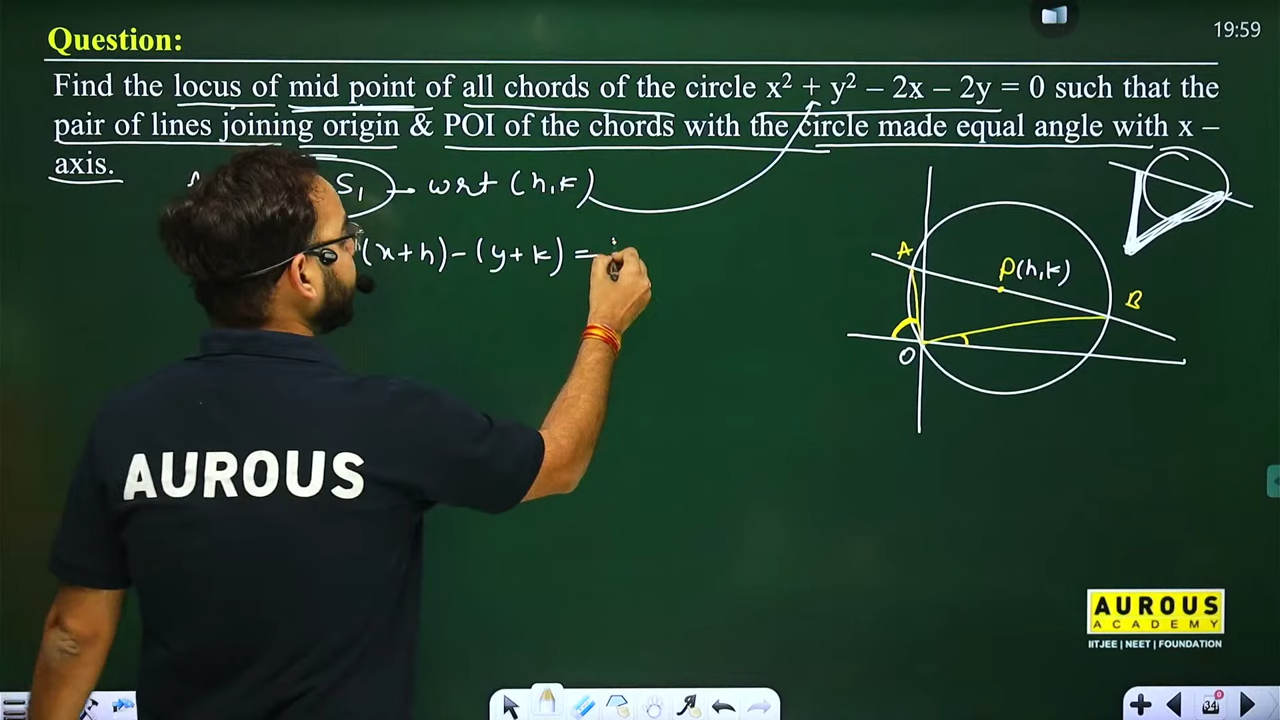 19:59
Question:
Find the locus of mid point of all chords of the circle x² + y² – 2x – 2y = 0 such that the
pair of lines joining origin & POI of the chords with the circle made equal angle with x –
axis.
S₁ → wrt (h,k)
(x+h) - (y+k) =
A
P(h,k)
B
O
AUROUS
AUROUS
ACADEMY
IITJEE | NEET | FOUNDATION
34